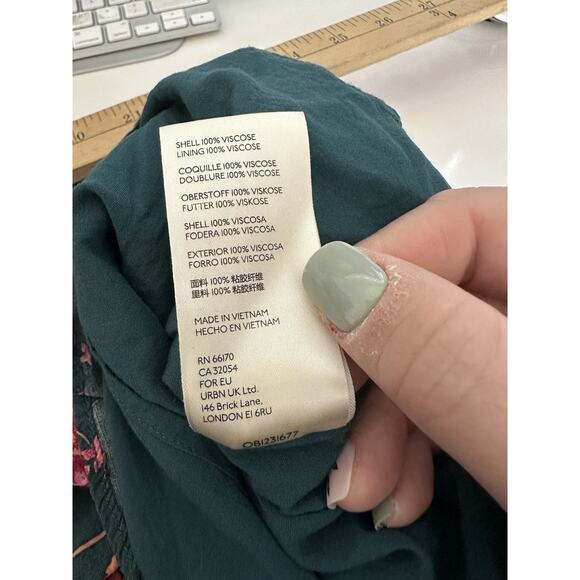 SHELL 100% VISCOSE
LINING 100% VISCOSE
COQUILLE 100% VISCOSE
DOUBLURE 100% VISCOSE
OBERSTOFF 100% VISKOSE
FUTTER 100% VISKOSE
SHELL 100% VISCOSA
FODERA 100% VISCOSA
EXTERIOR 100% VISCOSA
FORRO 100% VISCOSA
面料 100% 粘胶纤维
里料 100% 粘胶纤维
MADE IN VIETNAM
HECHO EN VIETNAM
RN 66170
CA 32054
FOR EU
URBN UK Ltd.
146 Brick Lane,
LONDON E1 6RU
OB1231677